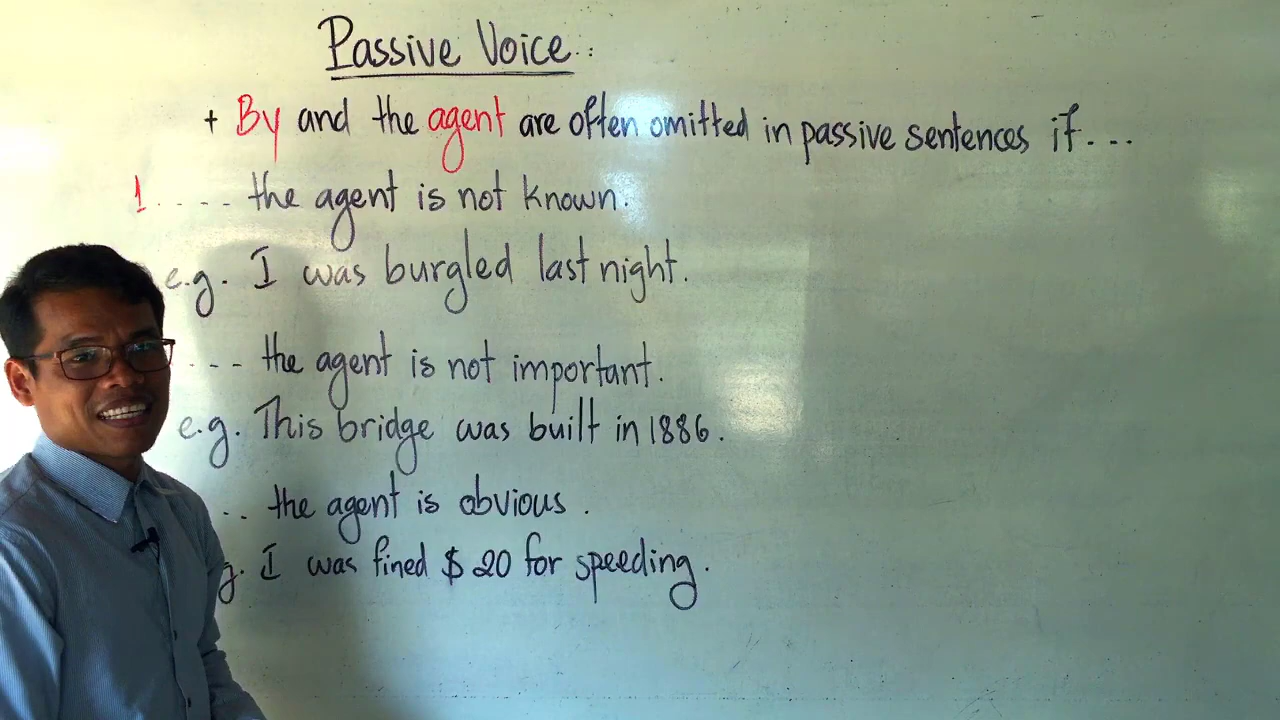 Passive Voice :
+ By and the agent are often omitted in passive sentences if...
1.... the agent is not known.
e.g. I was burgled last night.
--- the agent is not important.
e.g. This bridge was built in 1886.
.. the agent is obvious.
g. I was fined $20 for speeding.